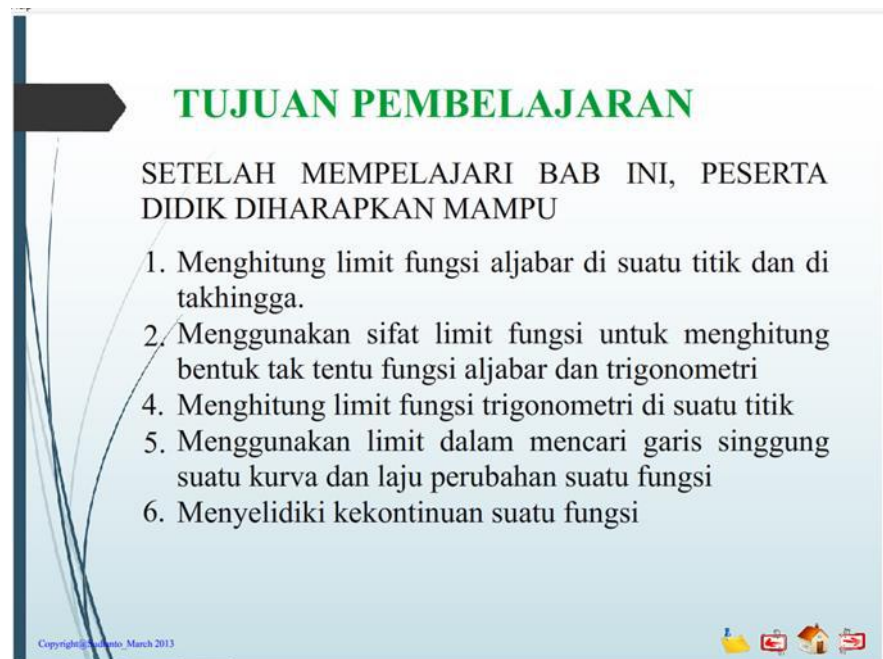 TUJUAN PEMBELAJARAN
SETELAH MEMPELAJARI BAB INI, PESERTA
DIDIK DIHARAPKAN MAMPU
1. Menghitung limit fungsi aljabar di suatu titik dan di
takhingga.
2. Menggunakan sifat limit fungsi untuk menghitung
bentuk tak tentu fungsi aljabar dan trigonometri
4. Menghitung limit fungsi trigonometri di suatu titik
5. Menggunakan limit dalam mencari garis singgung
suatu kurva dan laju perubahan suatu fungsi
6. Menyelidiki kekontinuan suatu fungsi
March 2013